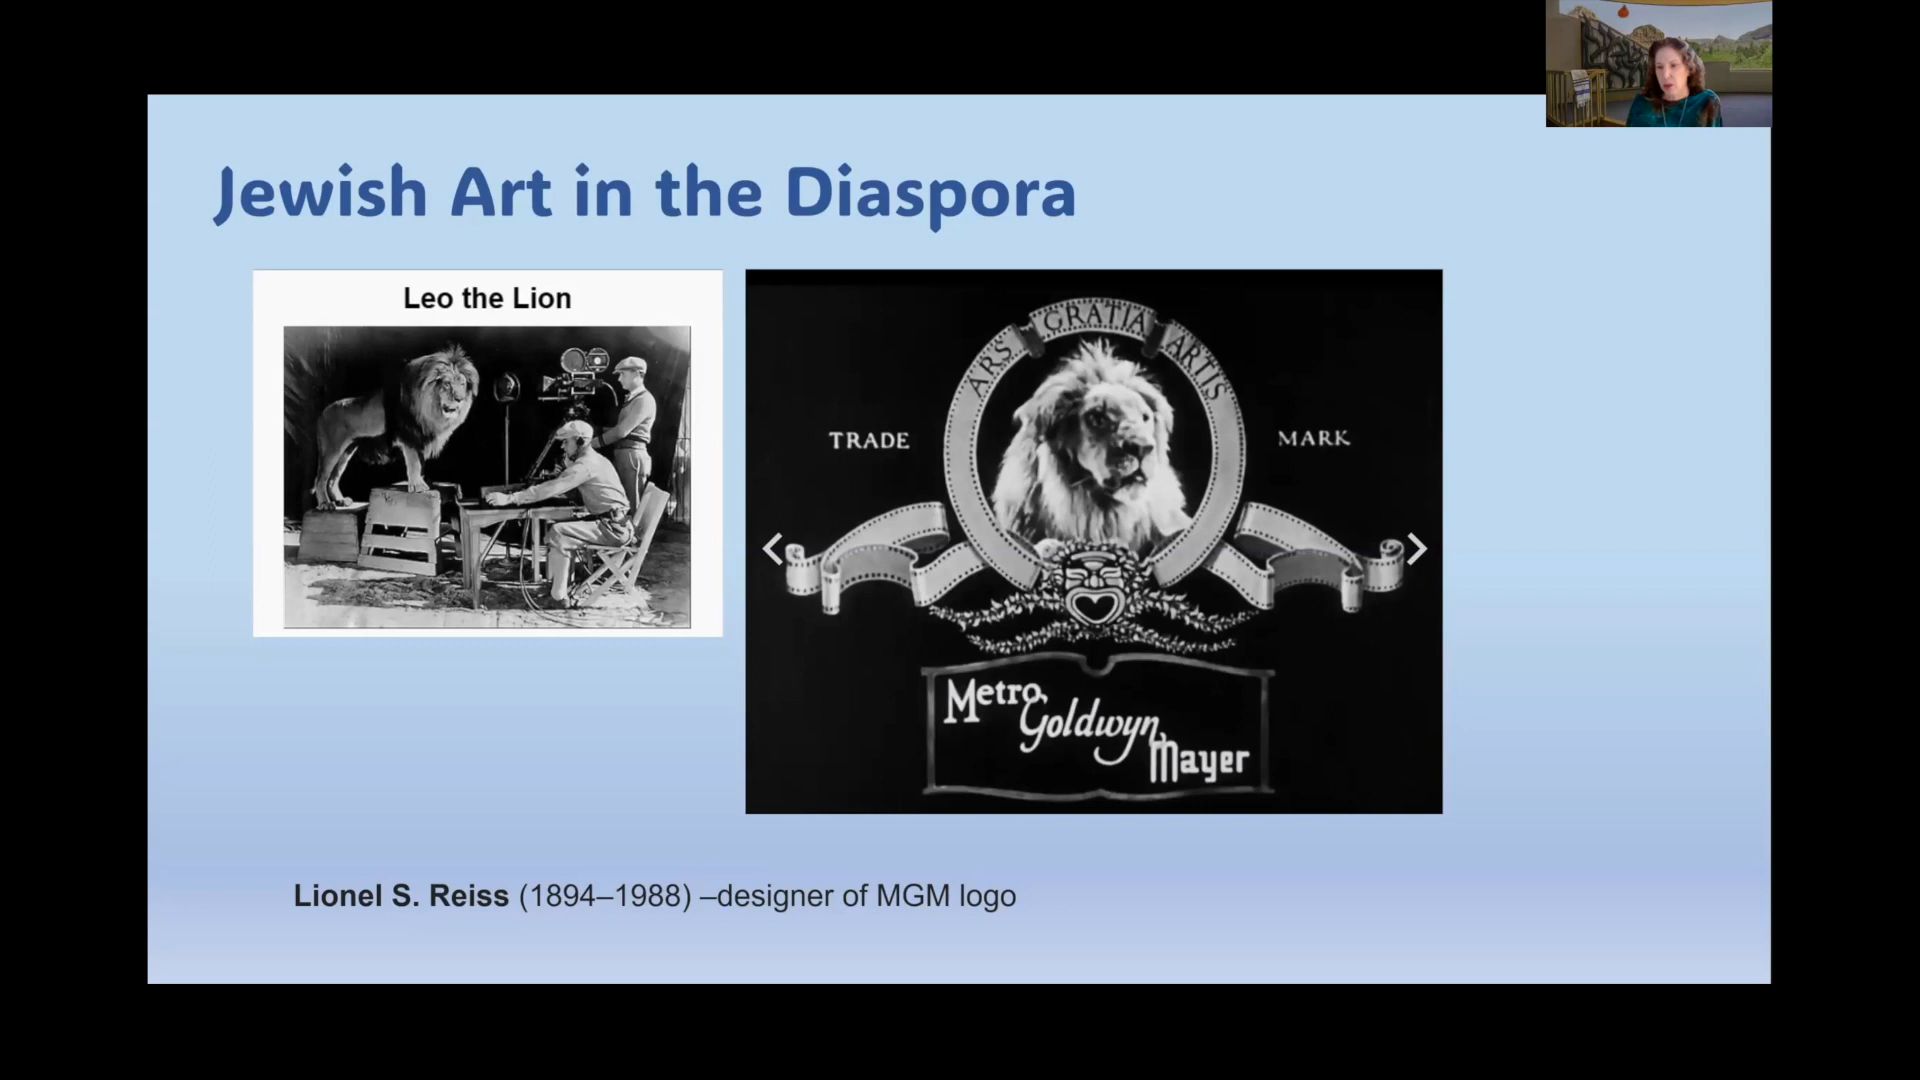 Jewish Art in the Diaspora
Leo the Lion
ARS GRATIA ARTIS
TRADE MARK
Metro
Goldwyn
Mayer
Lionel S. Reiss (1894–1988) –designer of MGM logo